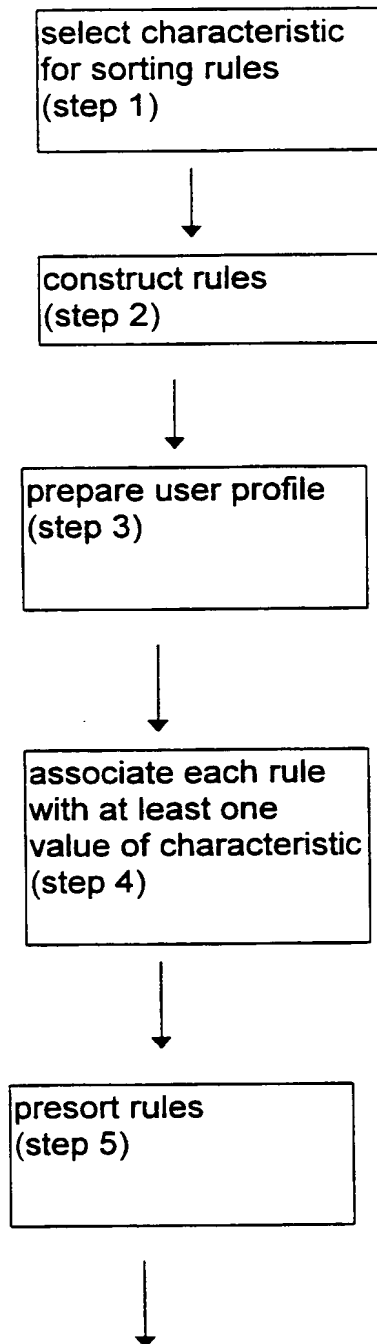 select characteristic
for sorting rules
(step 1)
construct rules
(step 2)
prepare user profile
(step 3)
associate each rule
with at least one
value of characteristic
(step 4)
presort rules
(step 5)